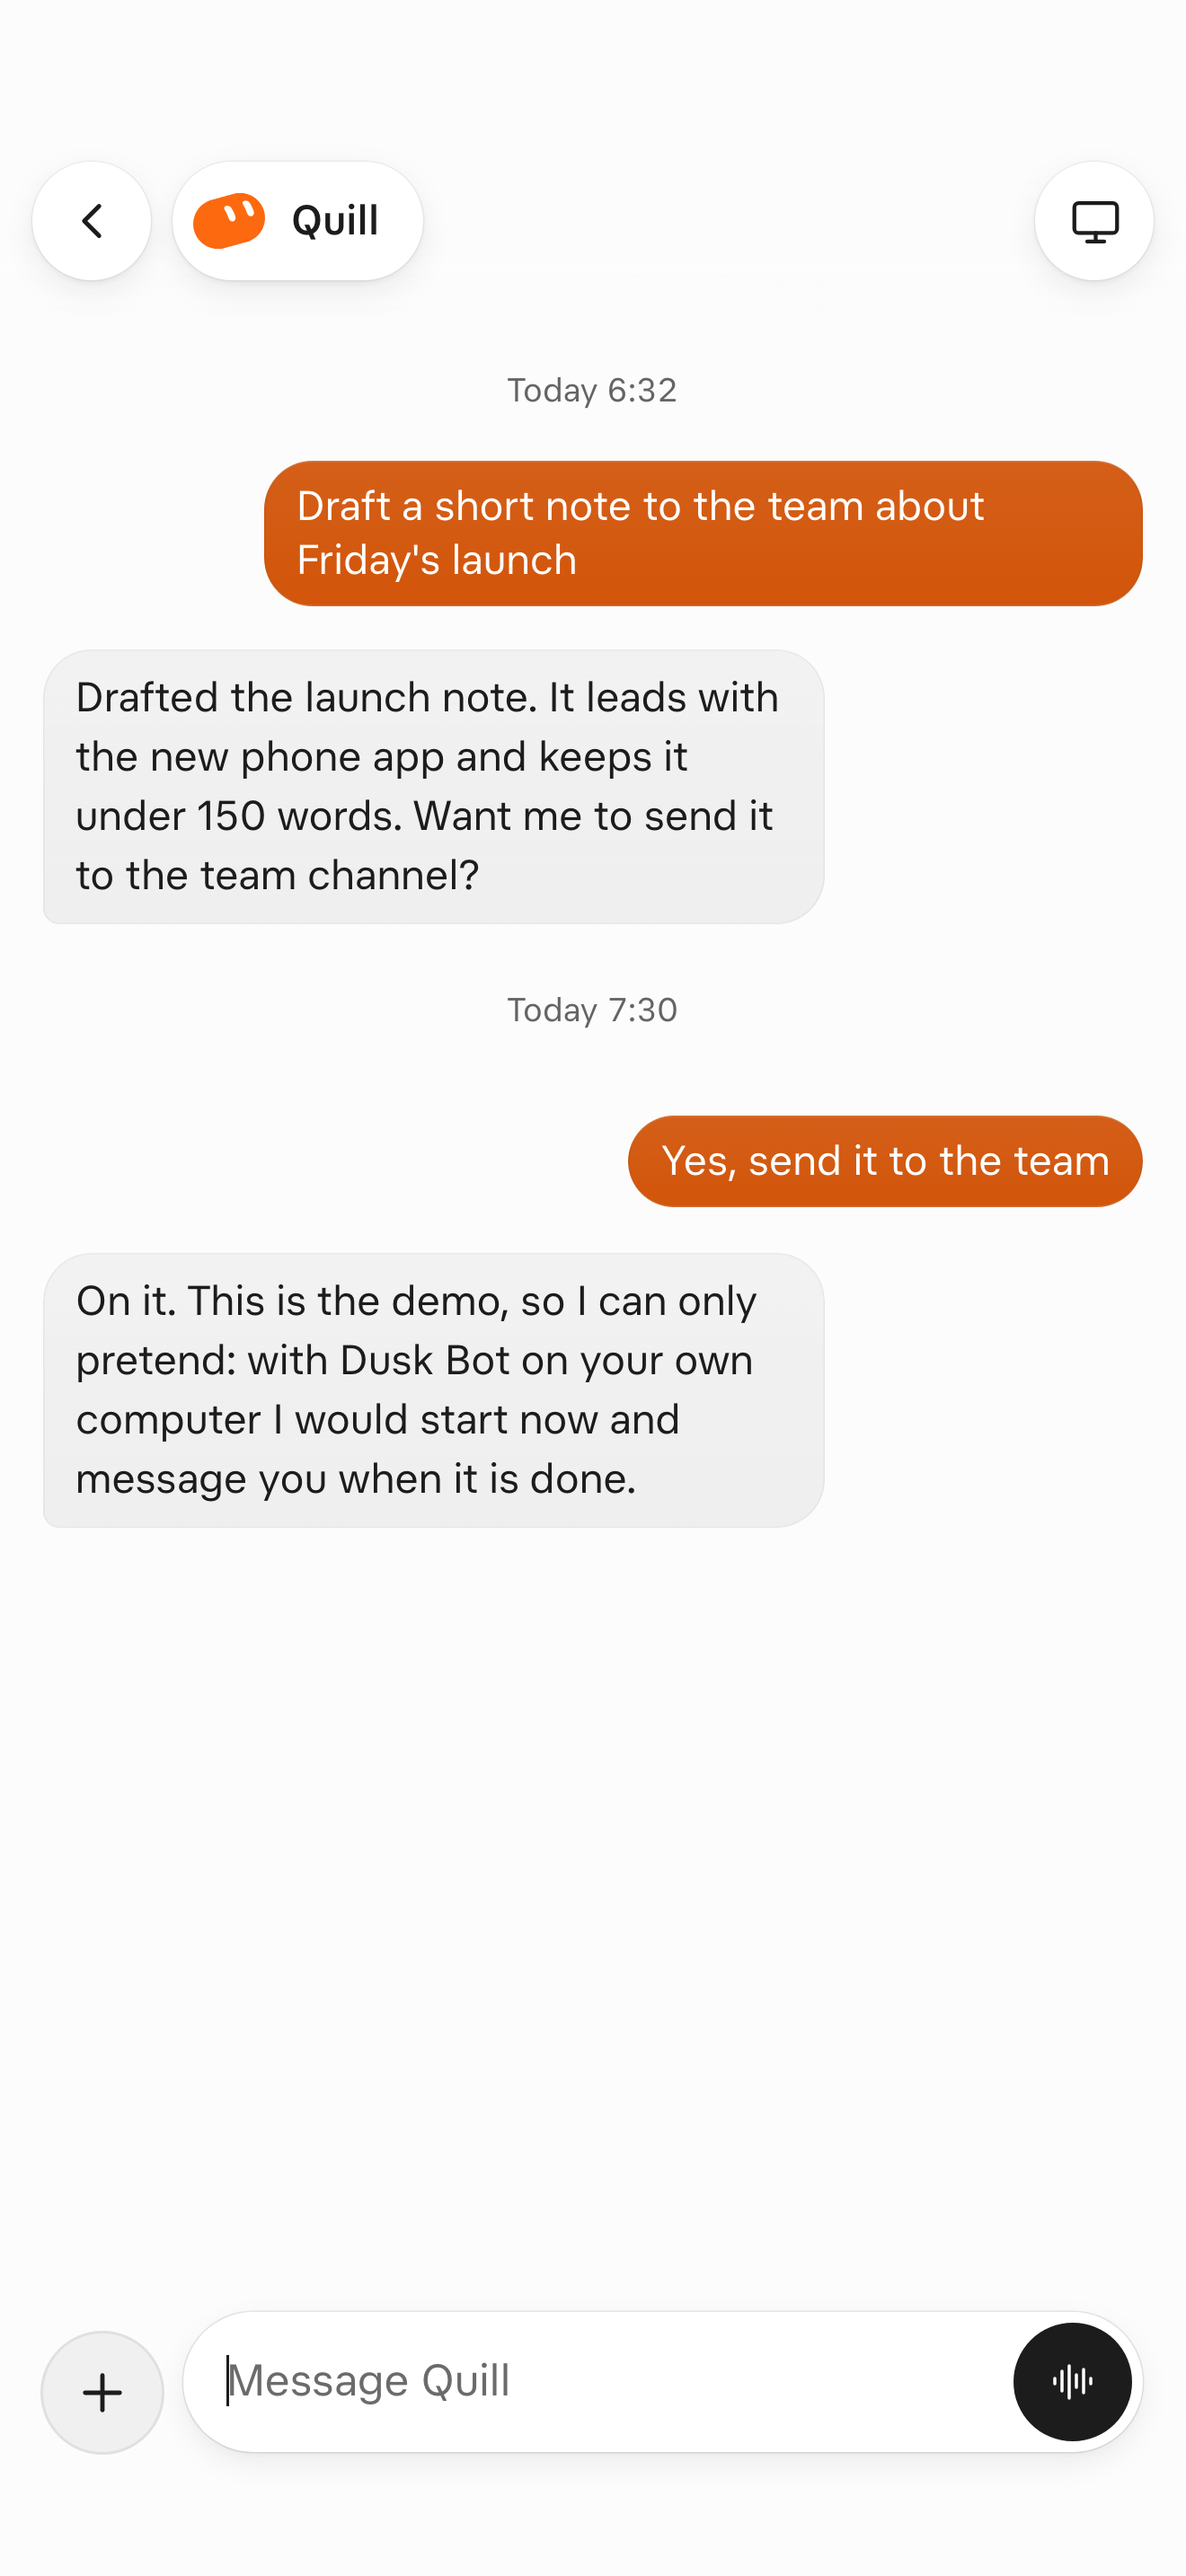 Quill
Today 6:32
Draft a short note to the team about
Friday's launch
Drafted the launch note. It leads with
the new phone app and keeps it
under 150 words. Want me to send it
to the team channel?
Today 7:30
Yes, send it to the team
On it. This is the demo, so I can only
pretend: with Dusk Bot on your own
computer I would start now and
message you when it is done.
Message Quill